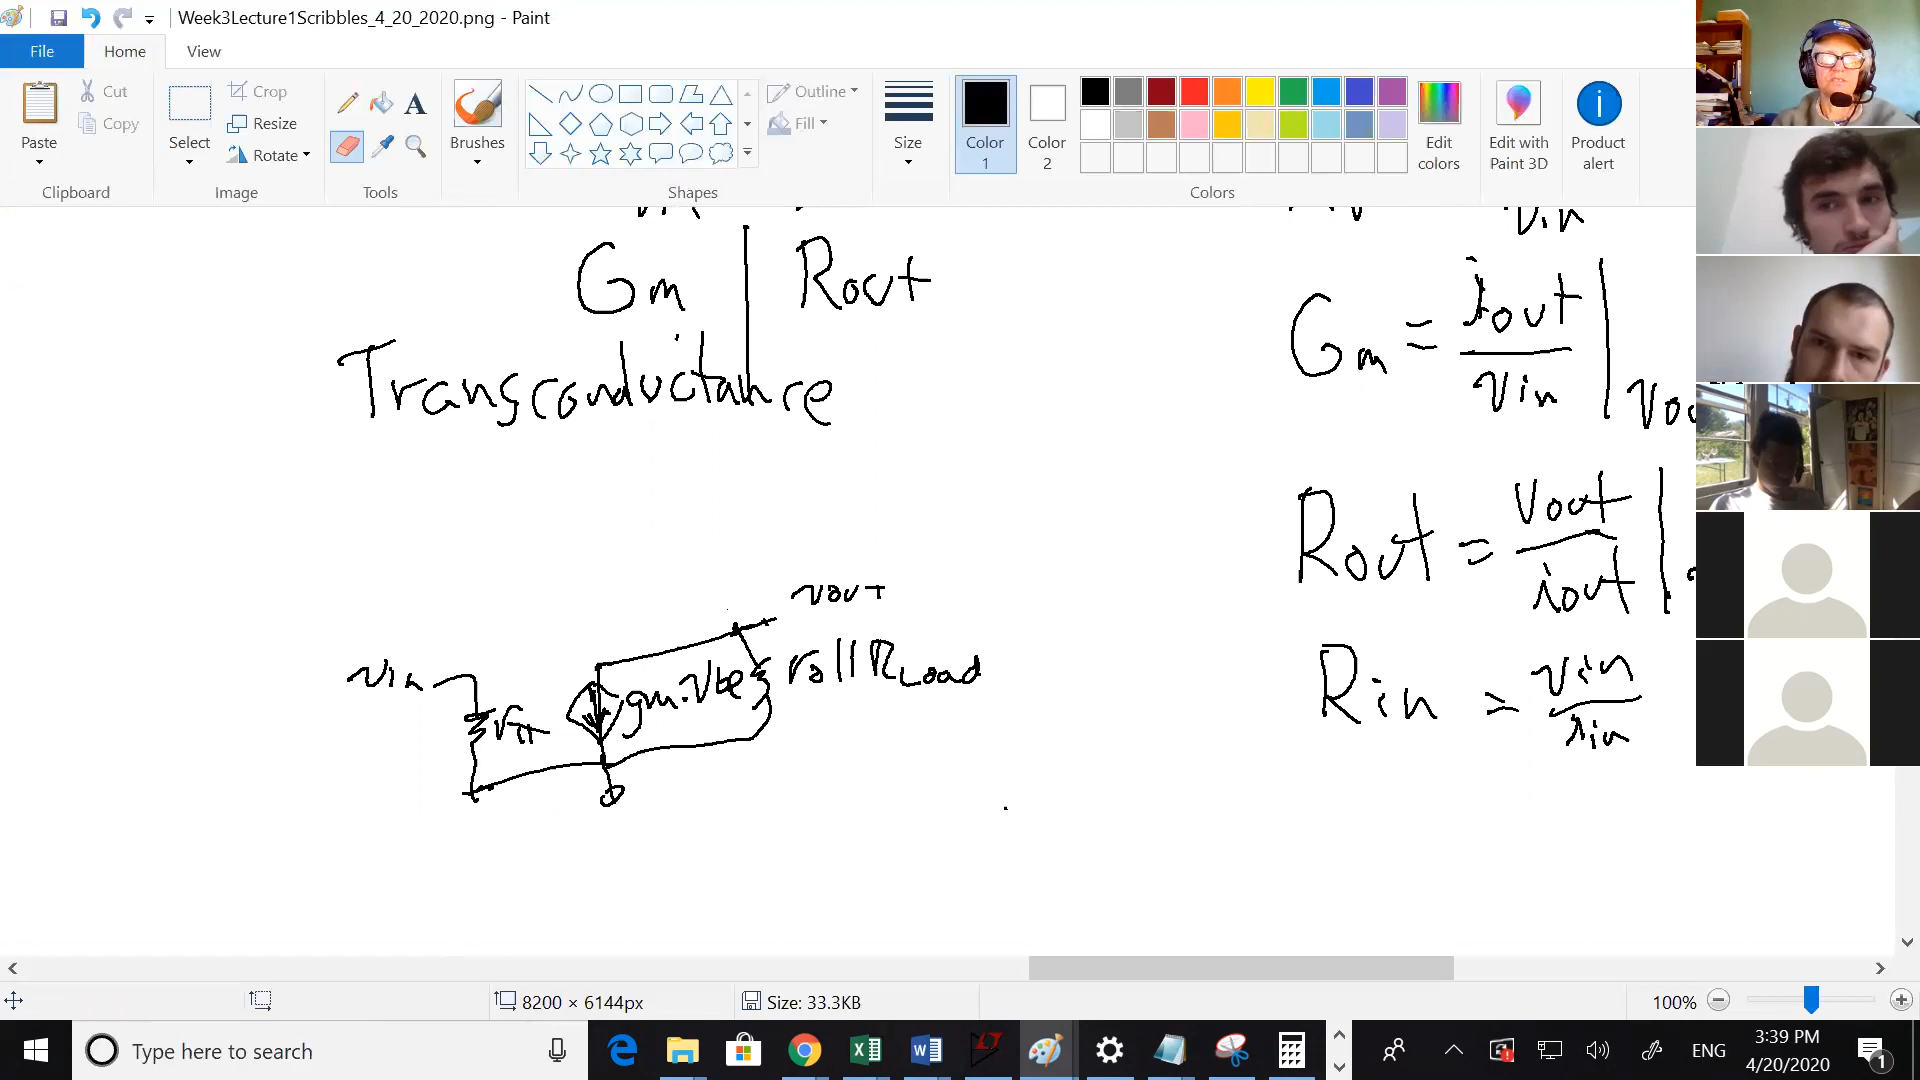 Week3Lecture1Scribbles_4_20_2020.png - Paint
File Home View
Paste
Cut
Copy
Clipboard
Select
Crop
Resize
Rotate
Image
Tools
Brushes
Shapes
Outline
Fill
Size
Color 1
Color 2
Colors
Edit colors
Edit with Paint 3D
Product alert
vin
Gm | Rout
Transconductance
Gm = iout / vin |
Rout = vout / iout |
Rin = vin / iin
vout
vin
rπ
gm·vbe
ro||RLoad
8200 × 6144px
Size: 33.3KB
100%
Type here to search
ENG
3:39 PM
4/20/2020
1